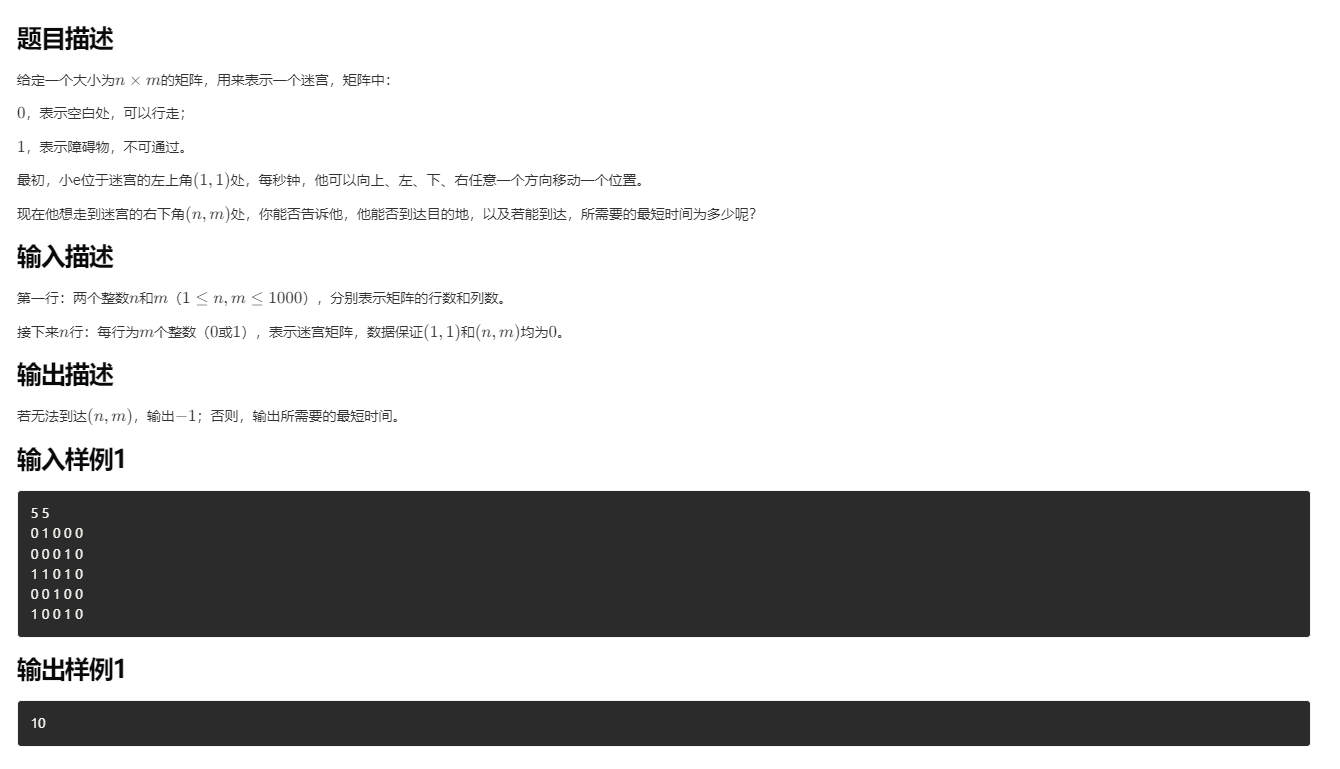 题目描述
给定一个大小为n × m的矩阵，用来表示一个迷宫，矩阵中：
0，表示空白处，可以行走；
1，表示障碍物，不可通过。
最初，小e位于迷宫的左上角(1, 1)处，每秒钟，他可以向上、左、下、右任意一个方向移动一个位置。
现在他想走到迷宫的右下角(n, m)处，你能否告诉他，他能否到达目的地，以及若能到达，所需要的最短时间为多少呢？
输入描述
第一行：两个整数n和m（1 ≤ n, m ≤ 1000），分别表示矩阵的行数和列数。
接下来n行：每行为m个整数（0或1），表示迷宫矩阵，数据保证(1, 1)和(n, m)均为0。
输出描述
若无法到达(n, m)，输出−1；否则，输出所需要的最短时间。
输入样例1
5 5
0 1 0 0 0
0 0 0 1 0
1 1 0 1 0
0 0 1 0 0
1 0 0 1 0
输出样例1
10